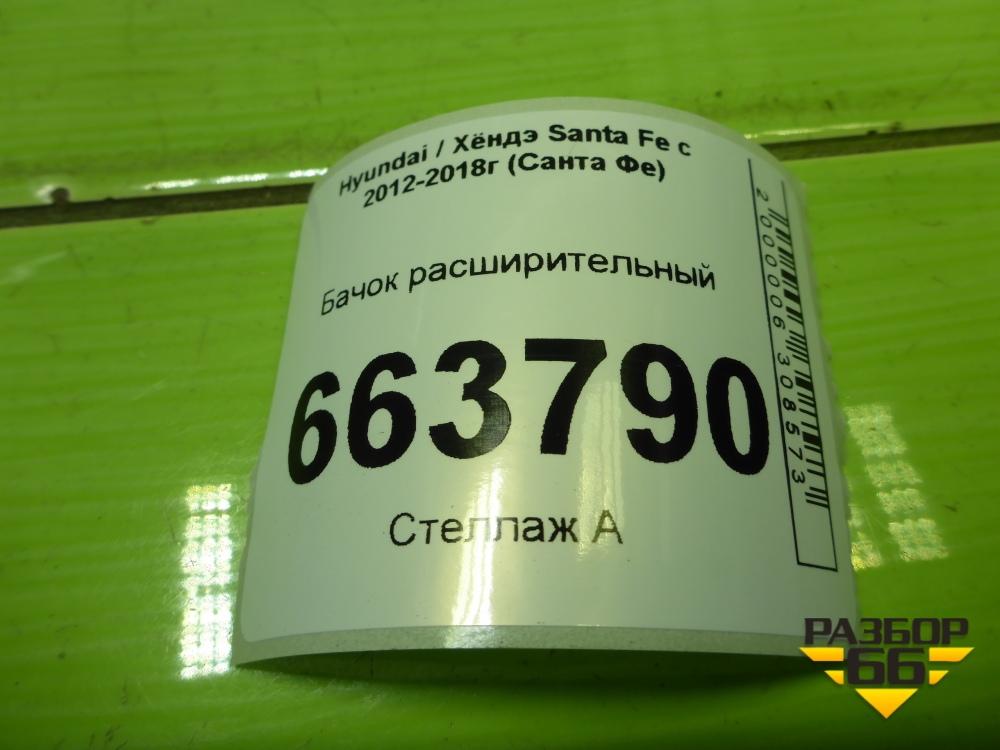 Hyundai / Хёндэ Santa Fe с
2012-2018г (Санта Фе)
Бачок расширительный
663790
Стеллаж А
2000006308573
РАЗБОР
66